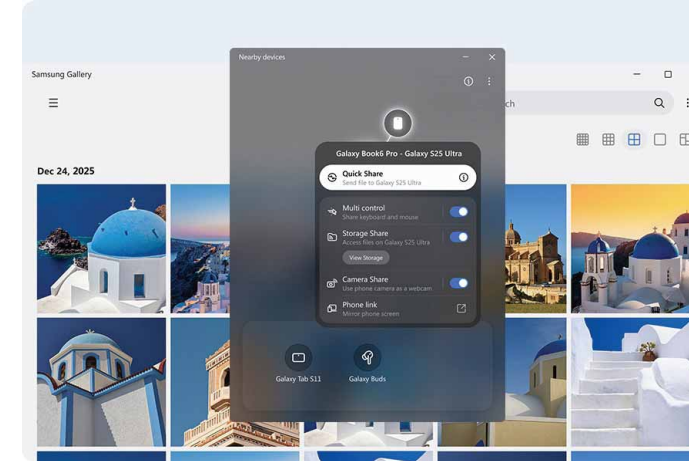 Nearby devices
Samsung Gallery
ch
Dec 24, 2025
Galaxy Book6 Pro - Galaxy S25 Ultra
Quick Share
Send file to Galaxy S25 Ultra
Multi control
Share keyboard and mouse
Storage Share
Access files on Galaxy S25 Ultra
View Storage
Camera Share
Use phone camera as a webcam
Phone link
Mirror phone screen
Galaxy Tab S11
Galaxy Buds